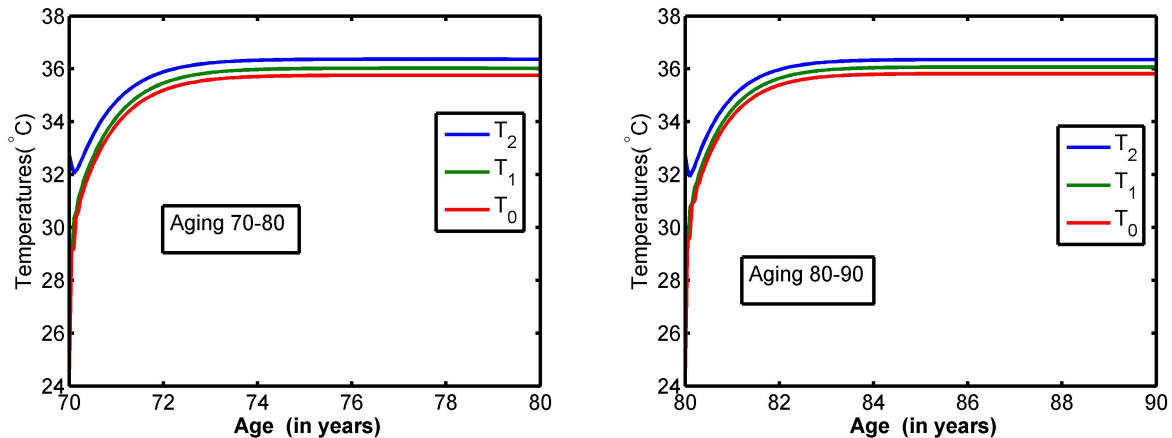 38
36
34
32
30
28
26
24
Temperatures(°C)
T2
T1
T0
Aging 70-80
70
72
74
76
78
80
Age (in years)
38
36
34
32
30
28
26
24
Temperatures(°C)
T2
T1
T0
Aging 80-90
80
82
84
86
88
90
Age (in years)